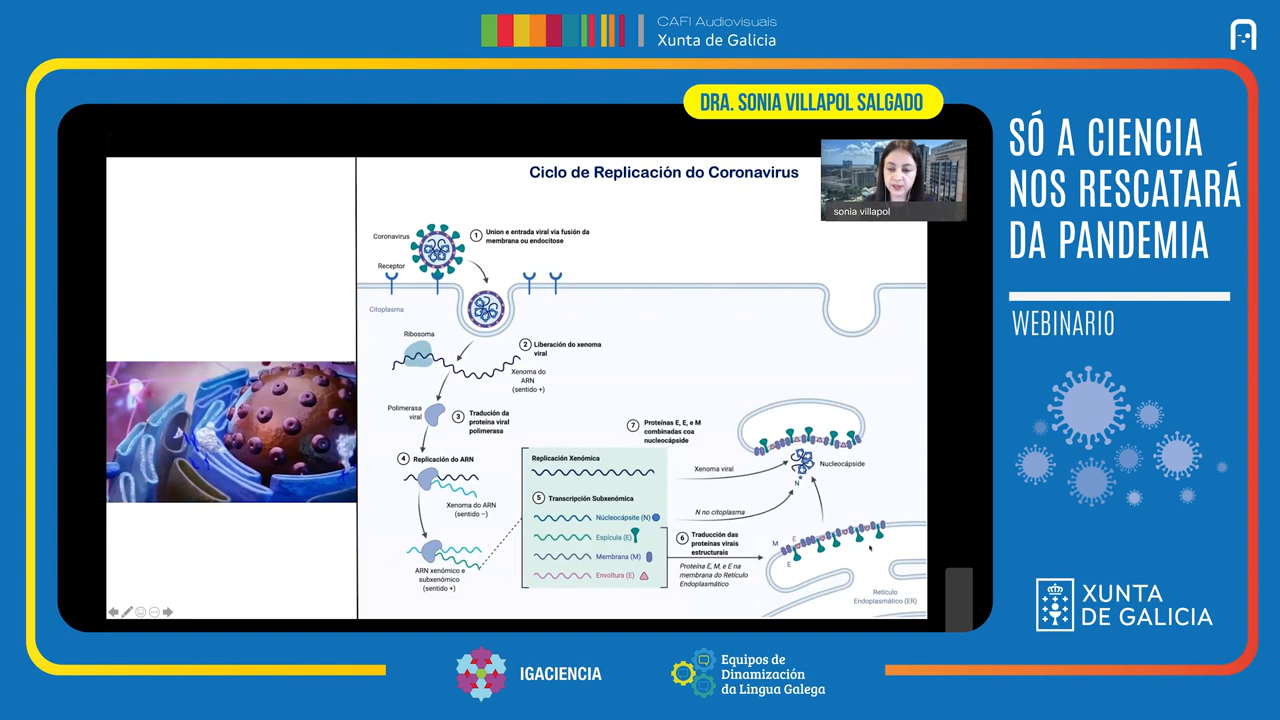 CAFI Audiovisuais
Xunta de Galicia
DRA. SONIA VILLAPOL SALGADO
SÓ A CIENCIA
NOS RESCATARÁ
DA PANDEMIA
WEBINARIO
XUNTA
DE GALICIA
sonia villapol
Ciclo de Replicación do Coronavirus
Coronavirus
Receptor
1 Union e entrada viral via fusión da
membrana ou endocitose
Citoplasma
Ribosoma
2 Liberación do xenoma
viral
Xenoma do
ARN
(sentido +)
Polimerasa
viral
3 Tradución da
proteína viral
polimerasa
4 Replicación do ARN
Xenoma do ARN
(sentido −)
ARN xenómico e
subxenómico
(sentido +)
Replicación Xenómica
5 Transcripción Subxenómica
Núcleocápsite (N)
Espícula (E)
Membrana (M)
Envoltura (E)
6 Traducción das
proteínas virais
estructurais
Proteína E, M, e E na
membrana do Retículo
Endoplasmático
7 Proteínas E, E, e M
combinadas coa
nucleocápside
Xenoma viral
N no citoplasma
Nucleocápside
N
M
E
E
Retículo
Endoplasmático (ER)
IGACIENCIA
Equipos de
Dinamización
da Lingua Galega